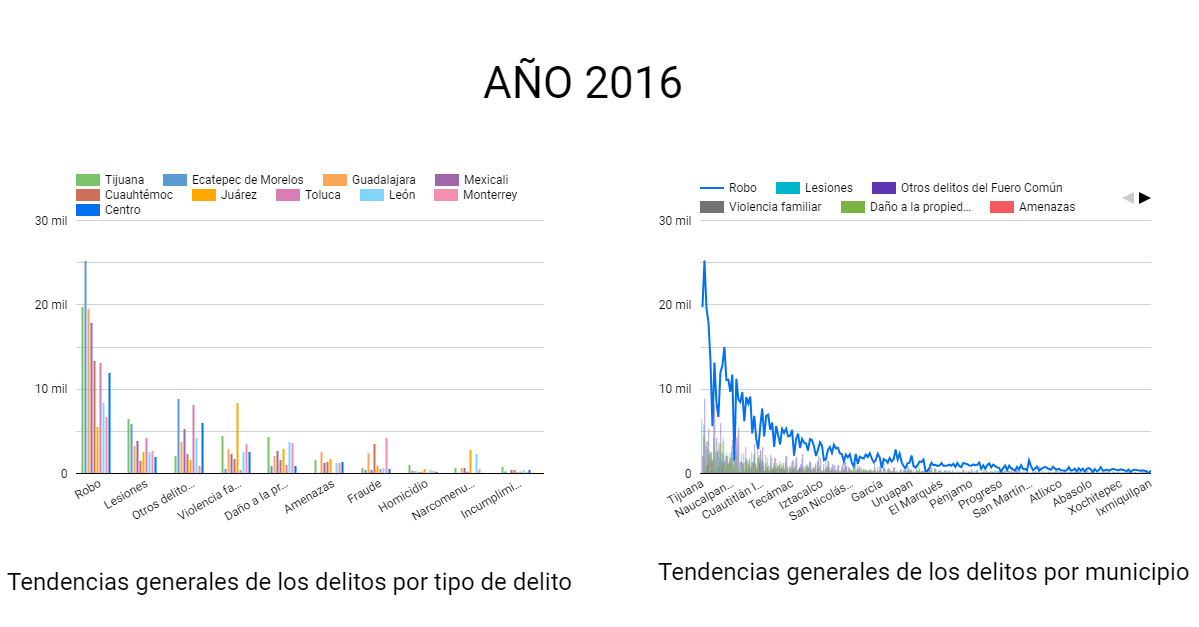 AÑO 2016
Tijuana Ecatepec de Morelos Guadalajara Mexicali
Cuauhtémoc Juárez Toluca León Monterrey
Centro
30 mil
20 mil
10 mil
0
Robo Lesiones Otros delito... Violencia fa... Daño a la pr... Amenazas Fraude Homicidio Narcomenu... Incumplimi...
Tendencias generales de los delitos por tipo de delito
Robo Lesiones Otros delitos del Fuero Común
Violencia familiar Daño a la propied... Amenazas
30 mil
20 mil
10 mil
0
Tijuana Naucalpan... Cuautitlán I... Tecámac Iztacalco San Nicolás... García Uruapan El Marqués Pénjamo Progreso San Martín... Atlixco Abasolo Xochitepec Ixmiquilpan
Tendencias generales de los delitos por municipio